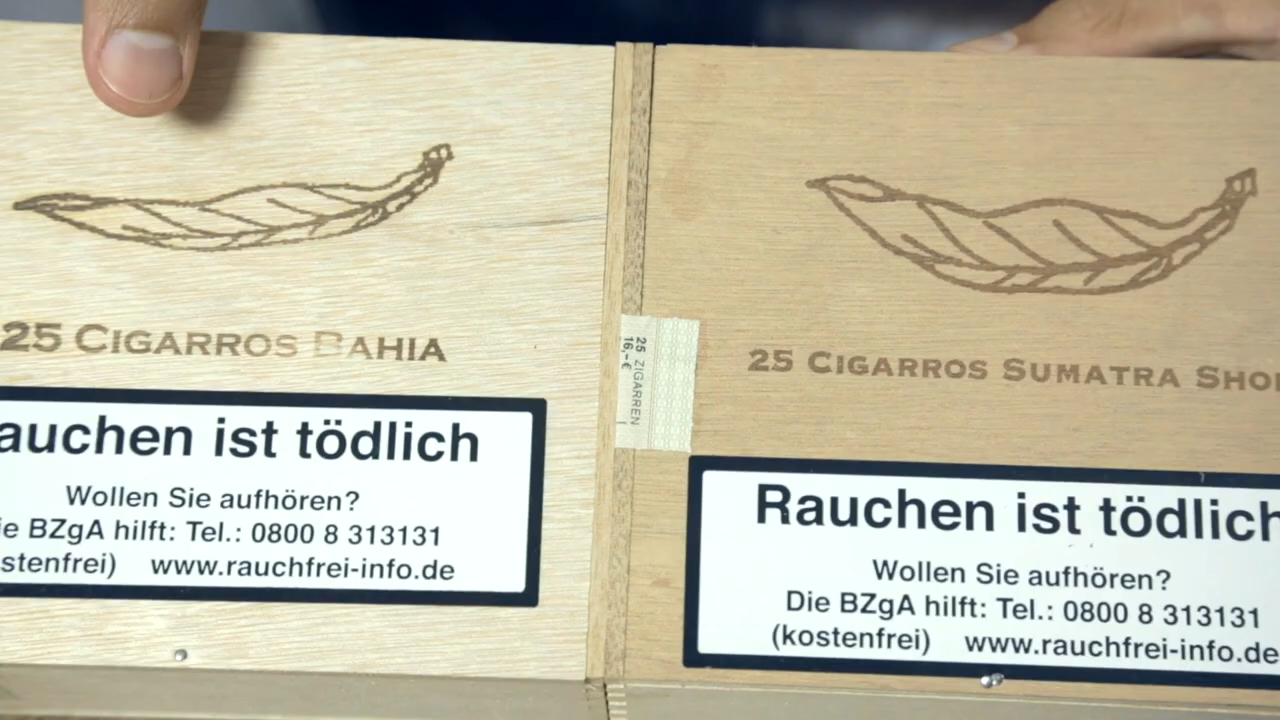 25 CIGARROS BAHIA
auchen ist tödlich
Wollen Sie aufhören?
ie BZgA hilft: Tel.: 0800 8 313131
stenfrei) www.rauchfrei-info.de
25 ZIGARREN
16,-€
25 CIGARROS SUMATRA SHO
Rauchen ist tödlich
Wollen Sie aufhören?
Die BZgA hilft: Tel.: 0800 8 313131
(kostenfrei) www.rauchfrei-info.de